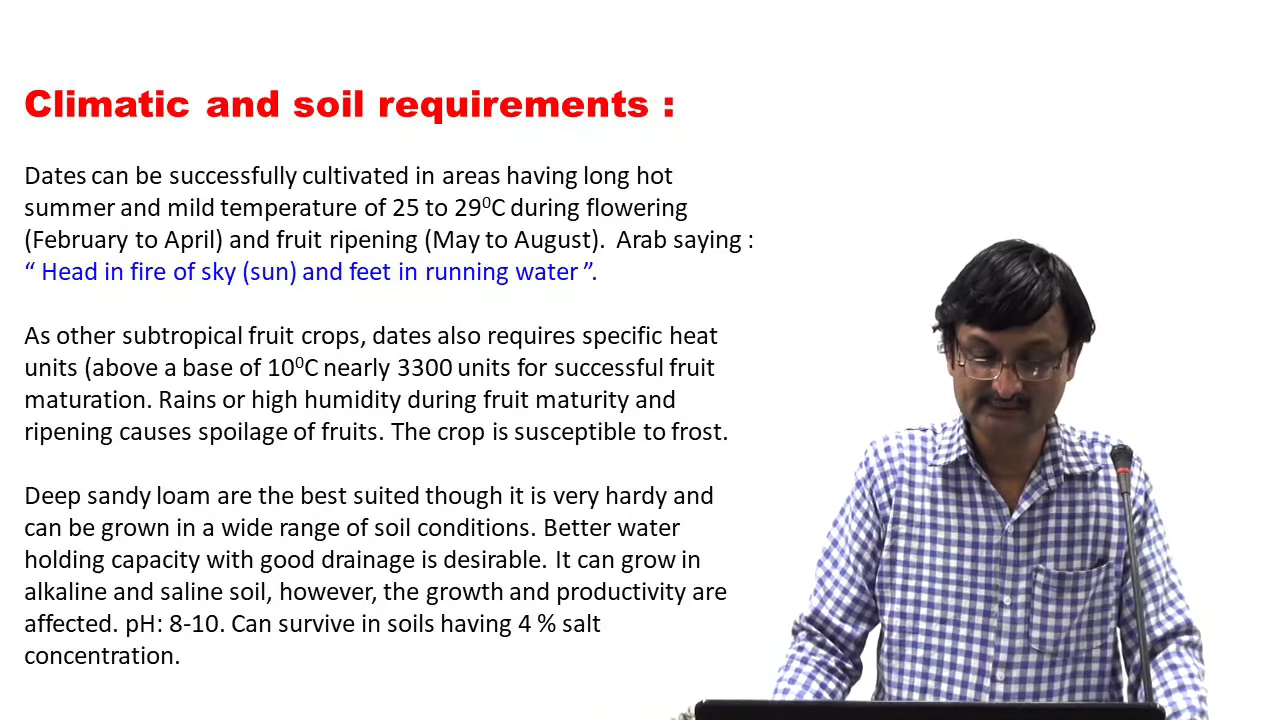 Climatic and soil requirements :
Dates can be successfully cultivated in areas having long hot
summer and mild temperature of 25 to 29⁰C during flowering
(February to April) and fruit ripening (May to August). Arab saying :
“ Head in fire of sky (sun) and feet in running water ”.
As other subtropical fruit crops, dates also requires specific heat
units (above a base of 10⁰C nearly 3300 units for successful fruit
maturation. Rains or high humidity during fruit maturity and
ripening causes spoilage of fruits. The crop is susceptible to frost.
Deep sandy loam are the best suited though it is very hardy and
can be grown in a wide range of soil conditions. Better water
holding capacity with good drainage is desirable. It can grow in
alkaline and saline soil, however, the growth and productivity are
affected. pH: 8-10. Can survive in soils having 4 % salt
concentration.